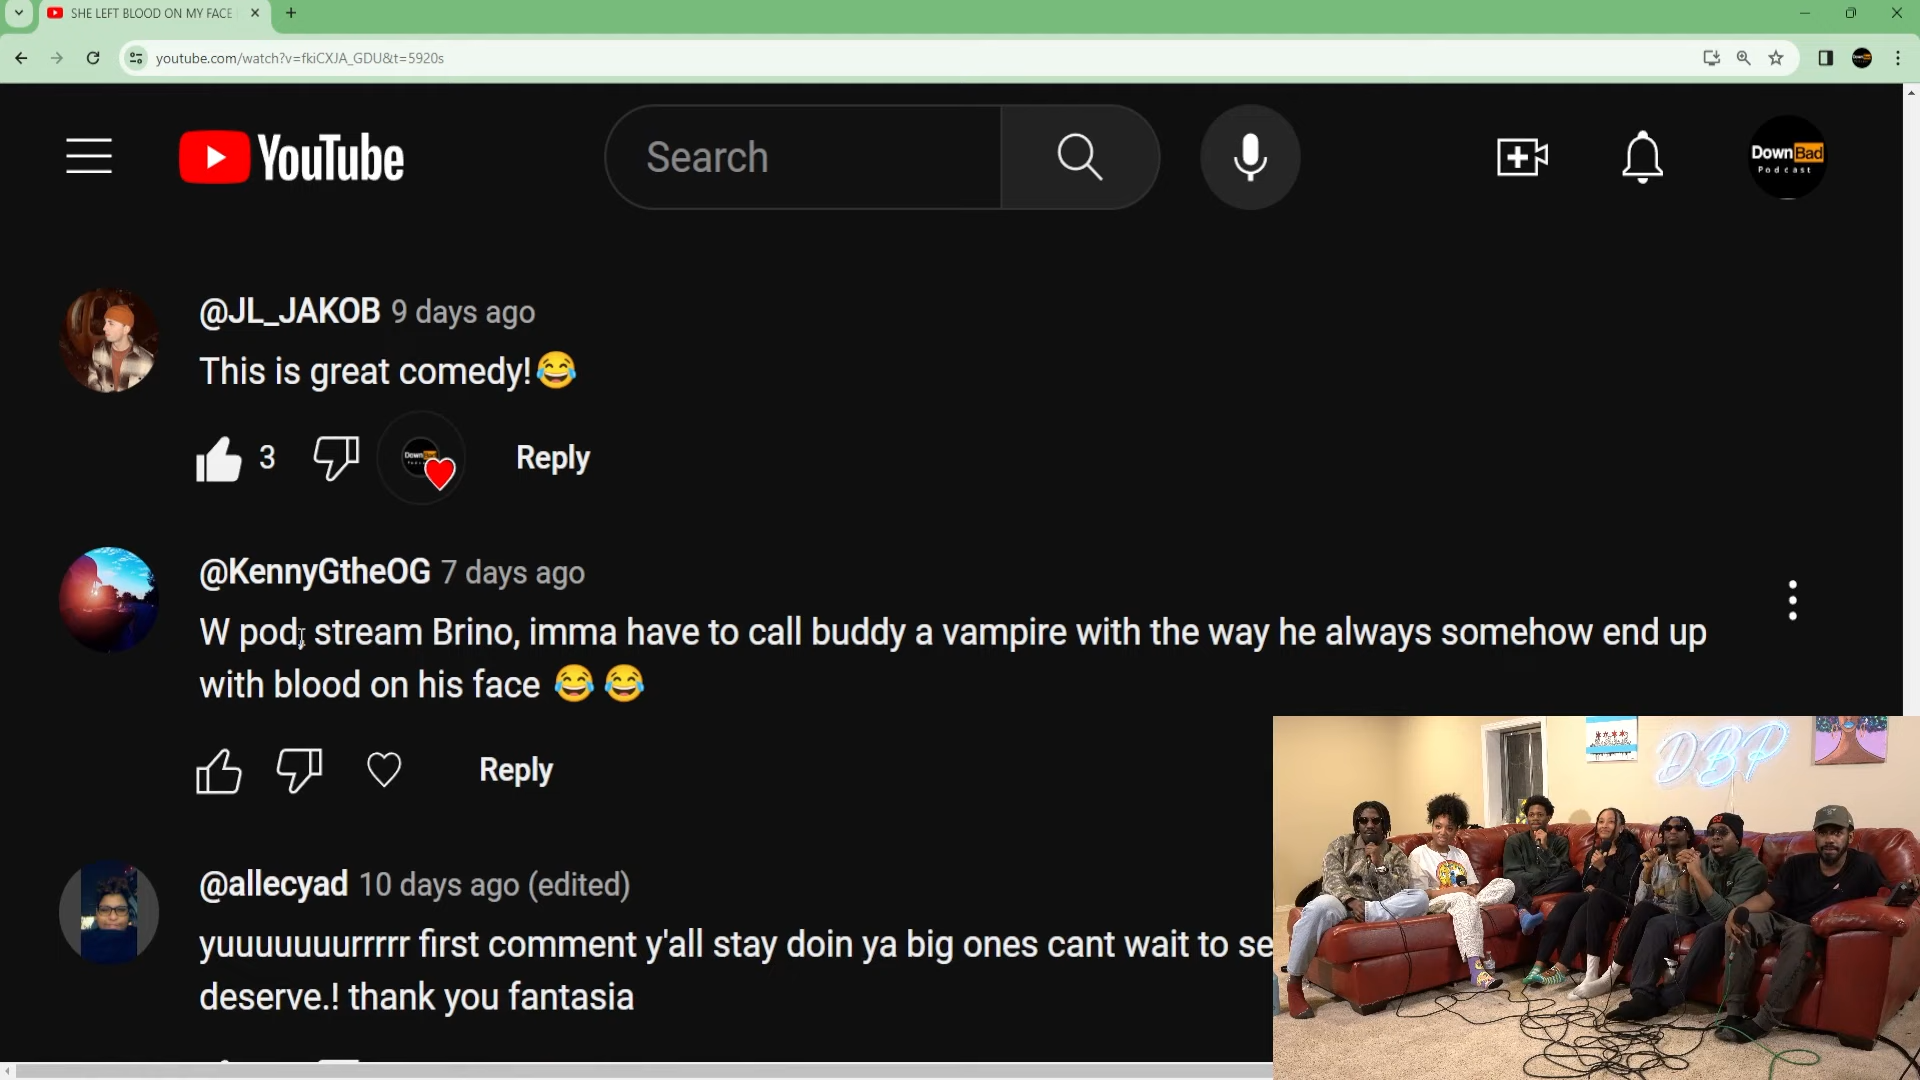 SHE LEFT BLOOD ON MY FACE
youtube.com/watch?v=fkiCXJA_GDU&t=5920s
YouTube
Search
DownBad
Podcast
@JL_JAKOB 9 days ago
This is great comedy!😂
3
Reply
@KennyGtheOG 7 days ago
W pod, stream Brino, imma have to call buddy a vampire with the way he always somehow end up
with blood on his face 😂 😂
Reply
@allecyad 10 days ago (edited)
yuuuuuuurrrrr first comment y'all stay doin ya big ones cant wait to se
deserve.! thank you fantasia
DBP